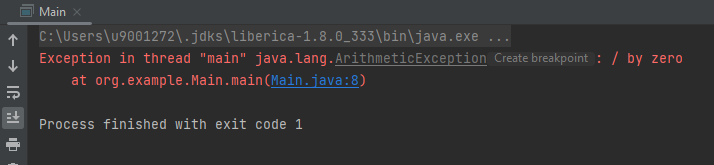 Main
C:\Users\u9001272\.jdks\liberica-1.8.0_333\bin\java.exe ...
Exception in thread "main" java.lang.ArithmeticException Create breakpoint : / by zero
at org.example.Main.main(Main.java:8)
Process finished with exit code 1